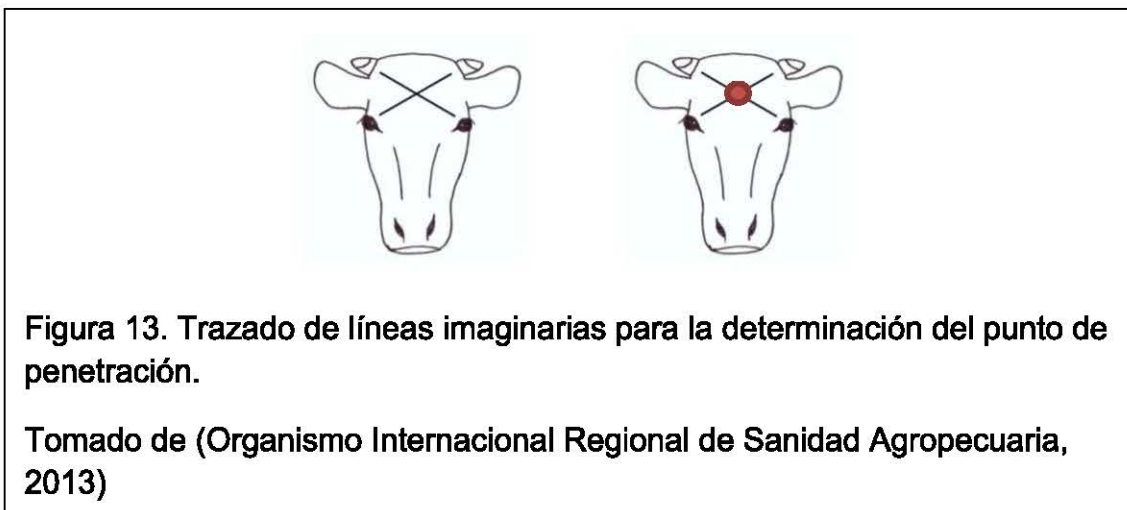 Figura 13. Trazado de líneas imaginarias para la determinación del punto de
penetración.
Tomado de (Organismo Internacional Regional de Sanidad Agropecuaria,
2013)